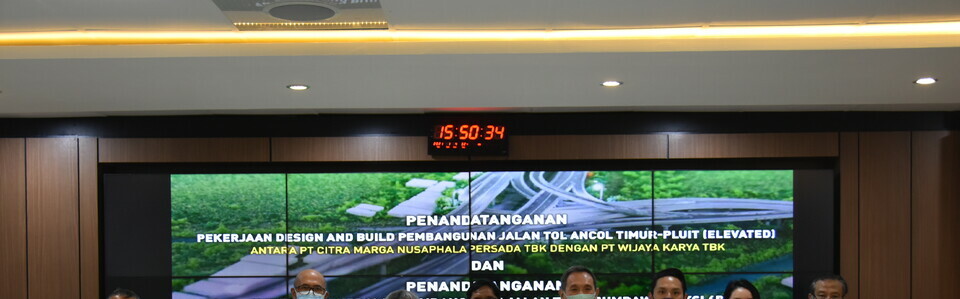 15:50:34
PENANDATANGANAN
PEKERJAAN DESIGN AND BUILD PEMBANGUNAN JALAN TOL ANCOL TIMUR-PLUIT (ELEVATED)
ANTARA PT CITRA MARGA NUSAPHALA PERSADA TBK DENGAN PT WIJAYA KARYA TBK
DAN